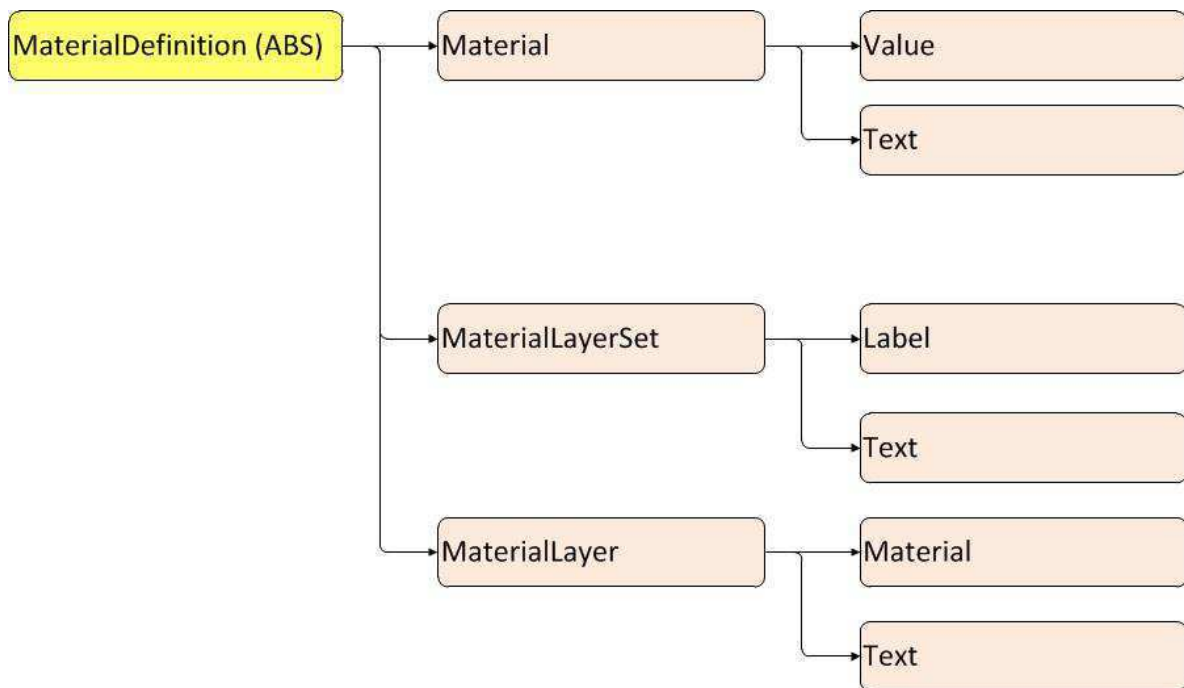 MaterialDefinition (ABS)
Material
Value
Text
MaterialLayerSet
Label
Text
MaterialLayer
Material
Text